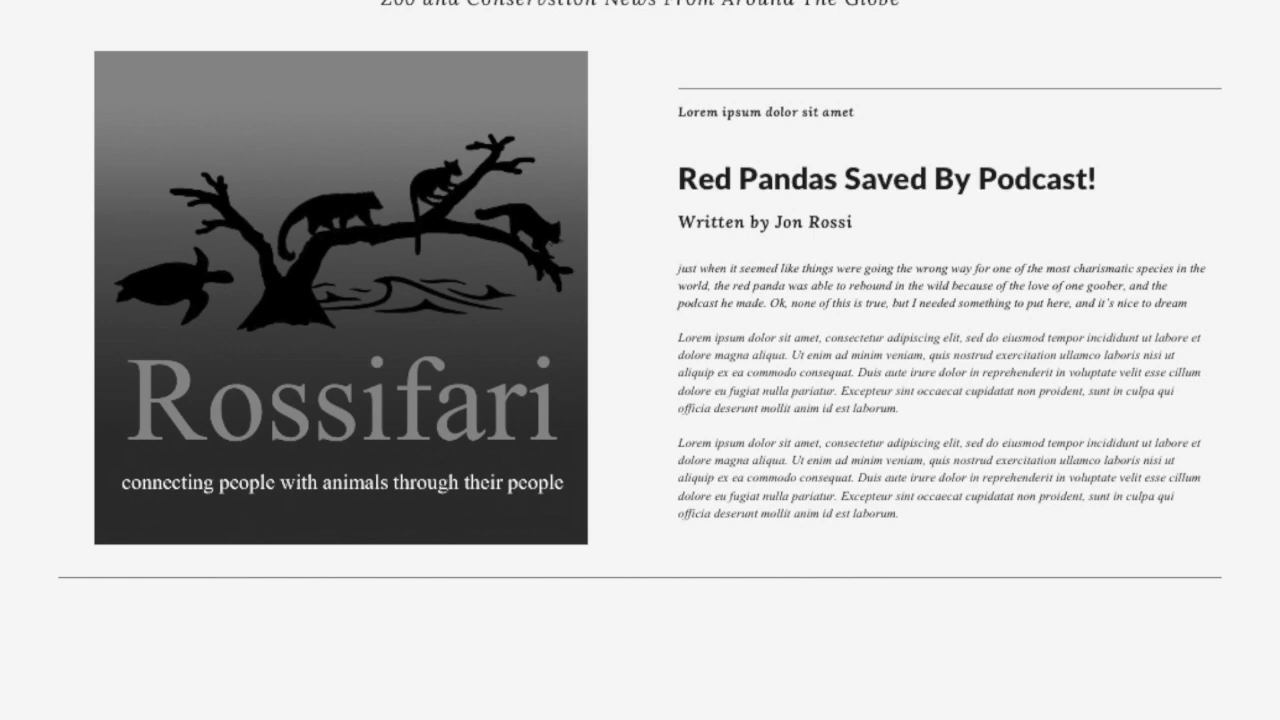 Zoo and Conservstion News From Around The Globe
Lorem ipsum dolor sit amet
Red Pandas Saved By Podcast!
Written by Jon Rossi
just when it seemed like things were going the wrong way for one of the most charismatic species in the
world, the red panda was able to rebound in the wild because of the love of one goober, and the
podcast he made. Ok, none of this is true, but I needed something to put here, and it's nice to dream
Lorem ipsum dolor sit amet, consectetur adipiscing elit, sed do eiusmod tempor incididunt ut labore et
dolore magna aliqua. Ut enim ad minim veniam, quis nostrud exercitation ullamco laboris nisi ut
aliquip ex ea commodo consequat. Duis aute irure dolor in reprehenderit in voluptate velit esse cillum
dolore eu fugiat nulla pariatur. Excepteur sint occaecat cupidatat non proident, sunt in culpa qui
officia deserunt mollit anim id est laborum.
Lorem ipsum dolor sit amet, consectetur adipiscing elit, sed do eiusmod tempor incididunt ut labore et
dolore magna aliqua. Ut enim ad minim veniam, quis nostrud exercitation ullamco laboris nisi ut
aliquip ex ea commodo consequat. Duis aute irure dolor in reprehenderit in voluptate velit esse cillum
dolore eu fugiat nulla pariatur. Excepteur sint occaecat cupidatat non proident, sunt in culpa qui
officia deserunt mollit anim id est laborum.
Rossifari
connecting people with animals through their people